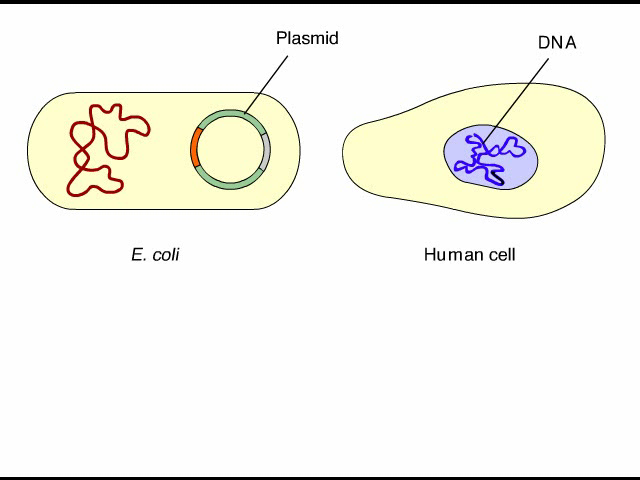 Plasmid
DNA
E. coli
Human cell